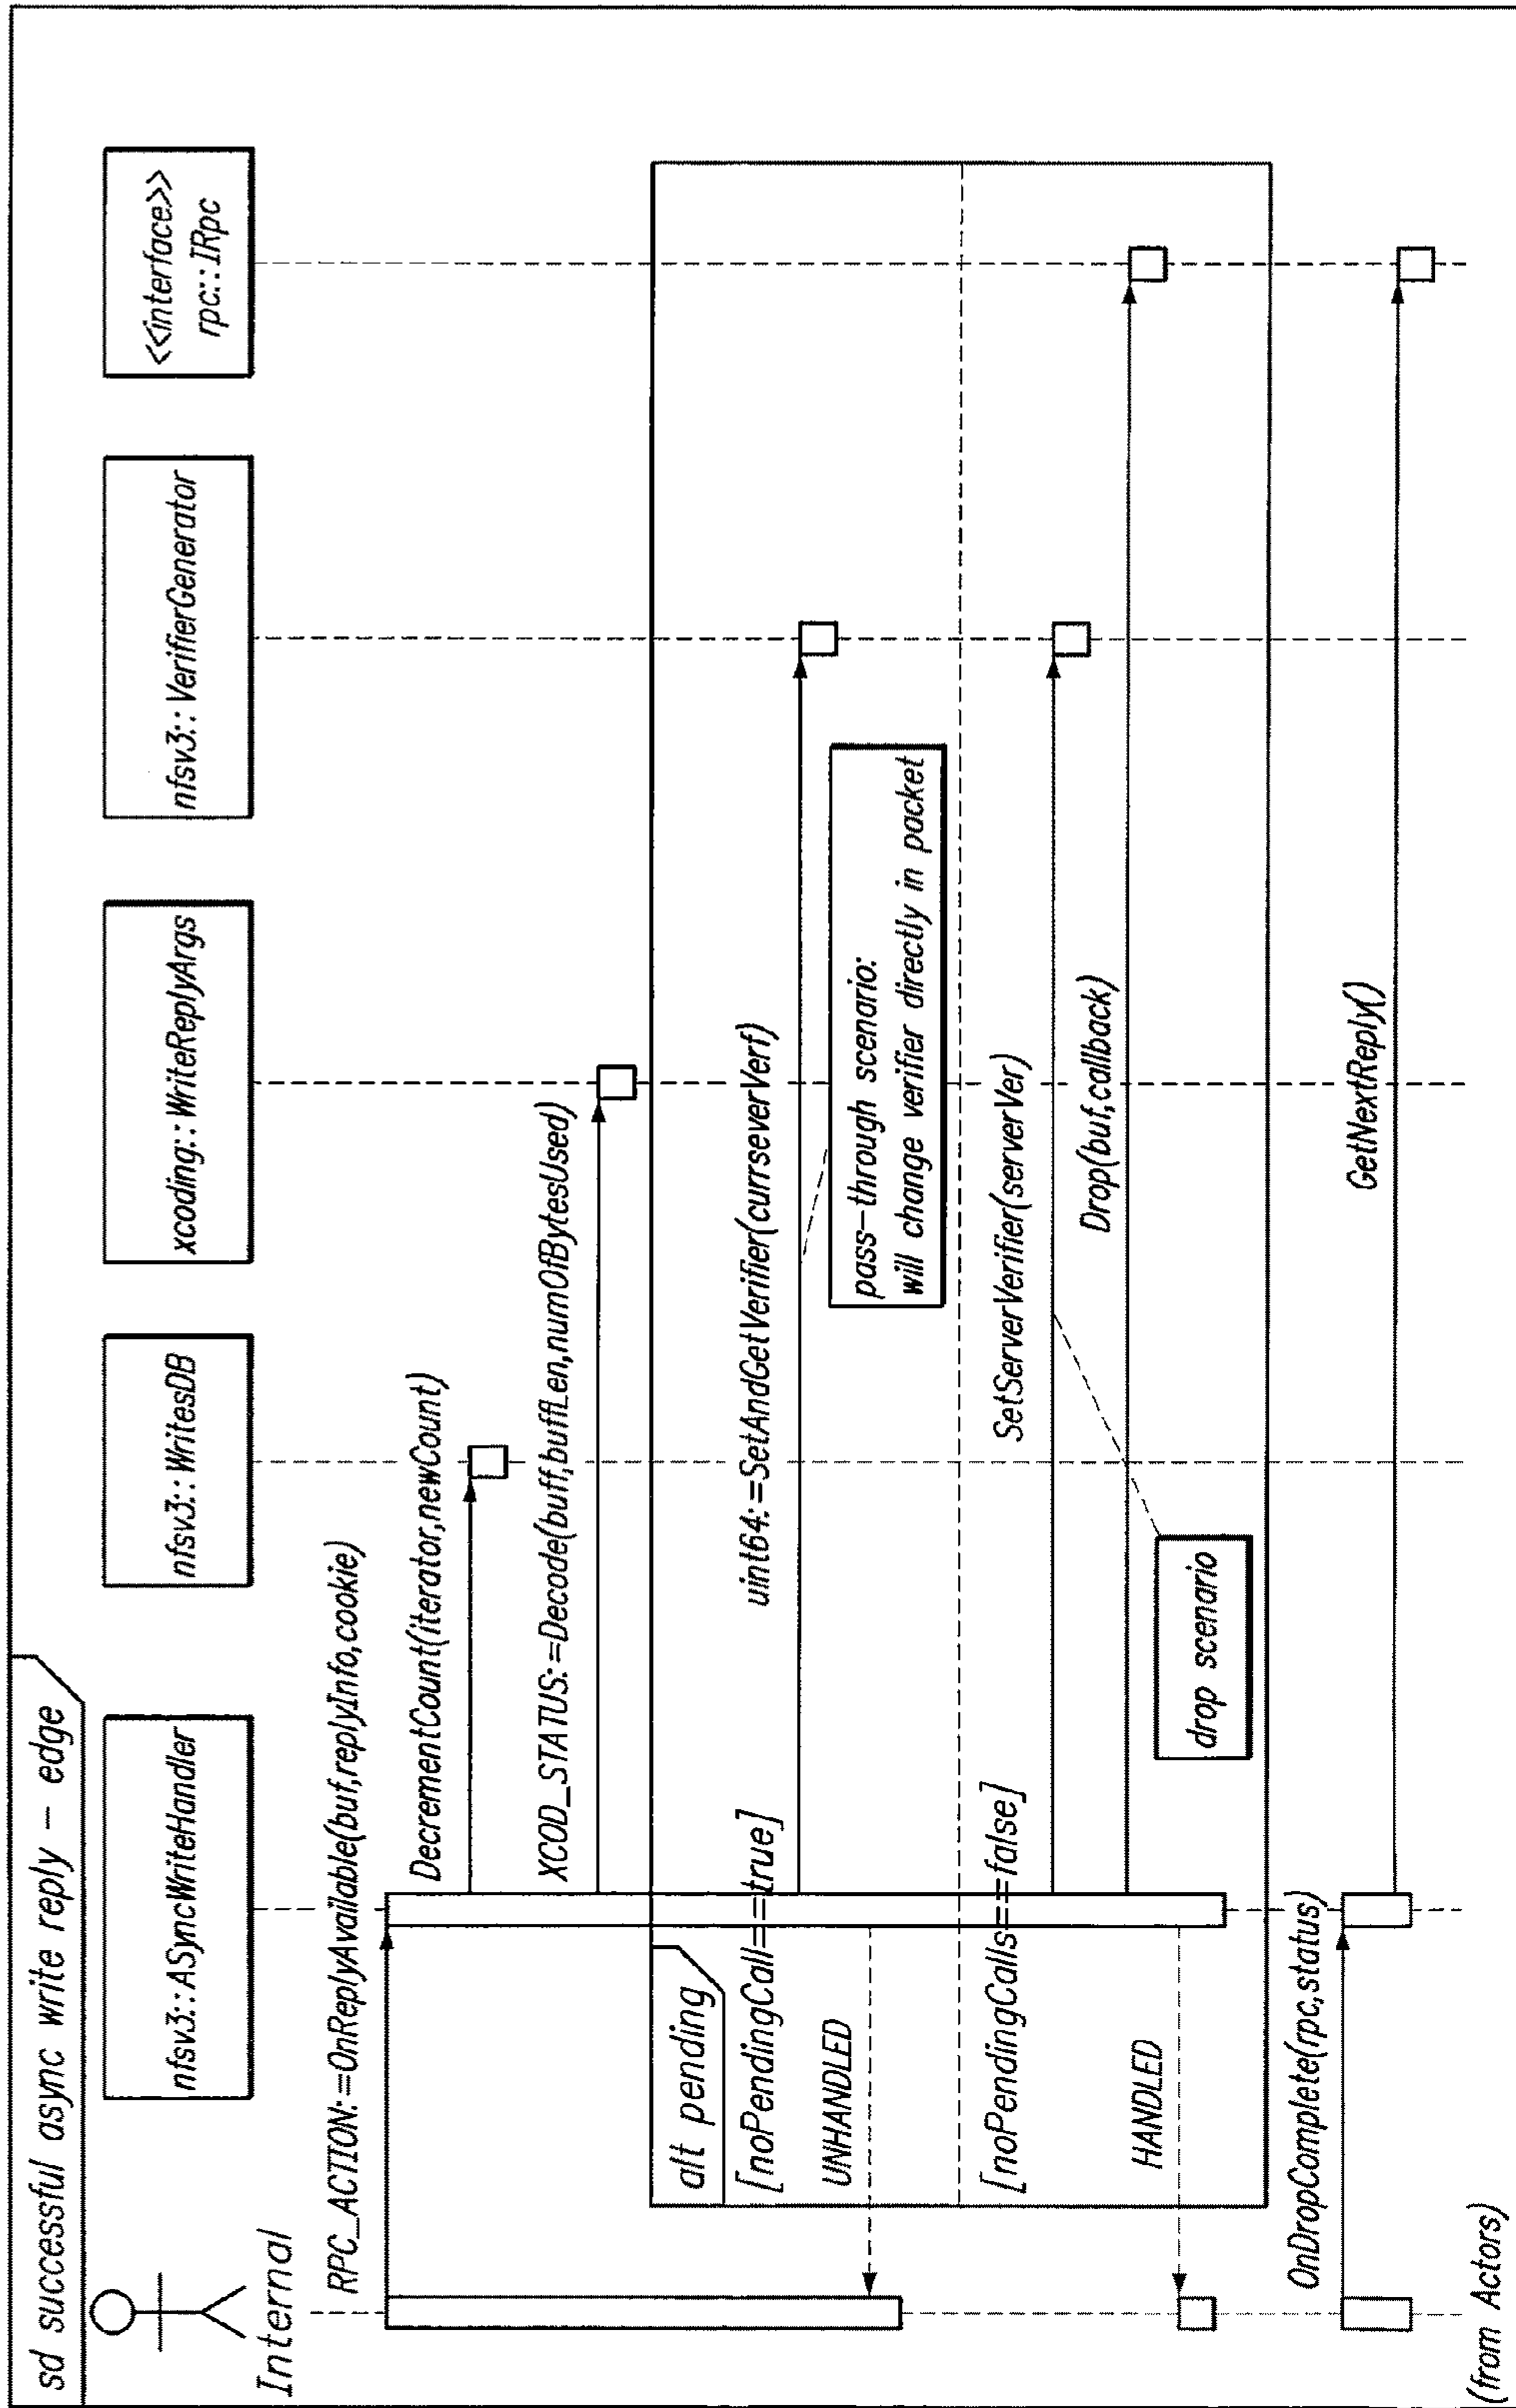 sd successful async write reply – edge
Internal
nfsv3::ASyncWriteHandler
nfsv3::WritesDB
xcoding::WriteReplyArgs
nfsv3::VerifierGenerator
<<interface>>
rpc::IRpc
RPC_ACTION:=OnReplyAvailable(buf,replyInfo,cookie)
DecrementCount(iterator,newCount)
XCOD_STATUS:=Decode(buff,buffLen,numOfBytesUsed)
alt pending
[noPendingCall==true]
uint64:=SetAndGetVerifier(currseverVerf)
pass-through scenario:
will change verifier directly in packet
UNHANDLED
[noPendingCalls==false]
SetServerVerifier(serverVer)
Drop(buf,callback)
drop scenario
HANDLED
OnDropComplete(rpc,status)
GetNextReply()
(from Actors)